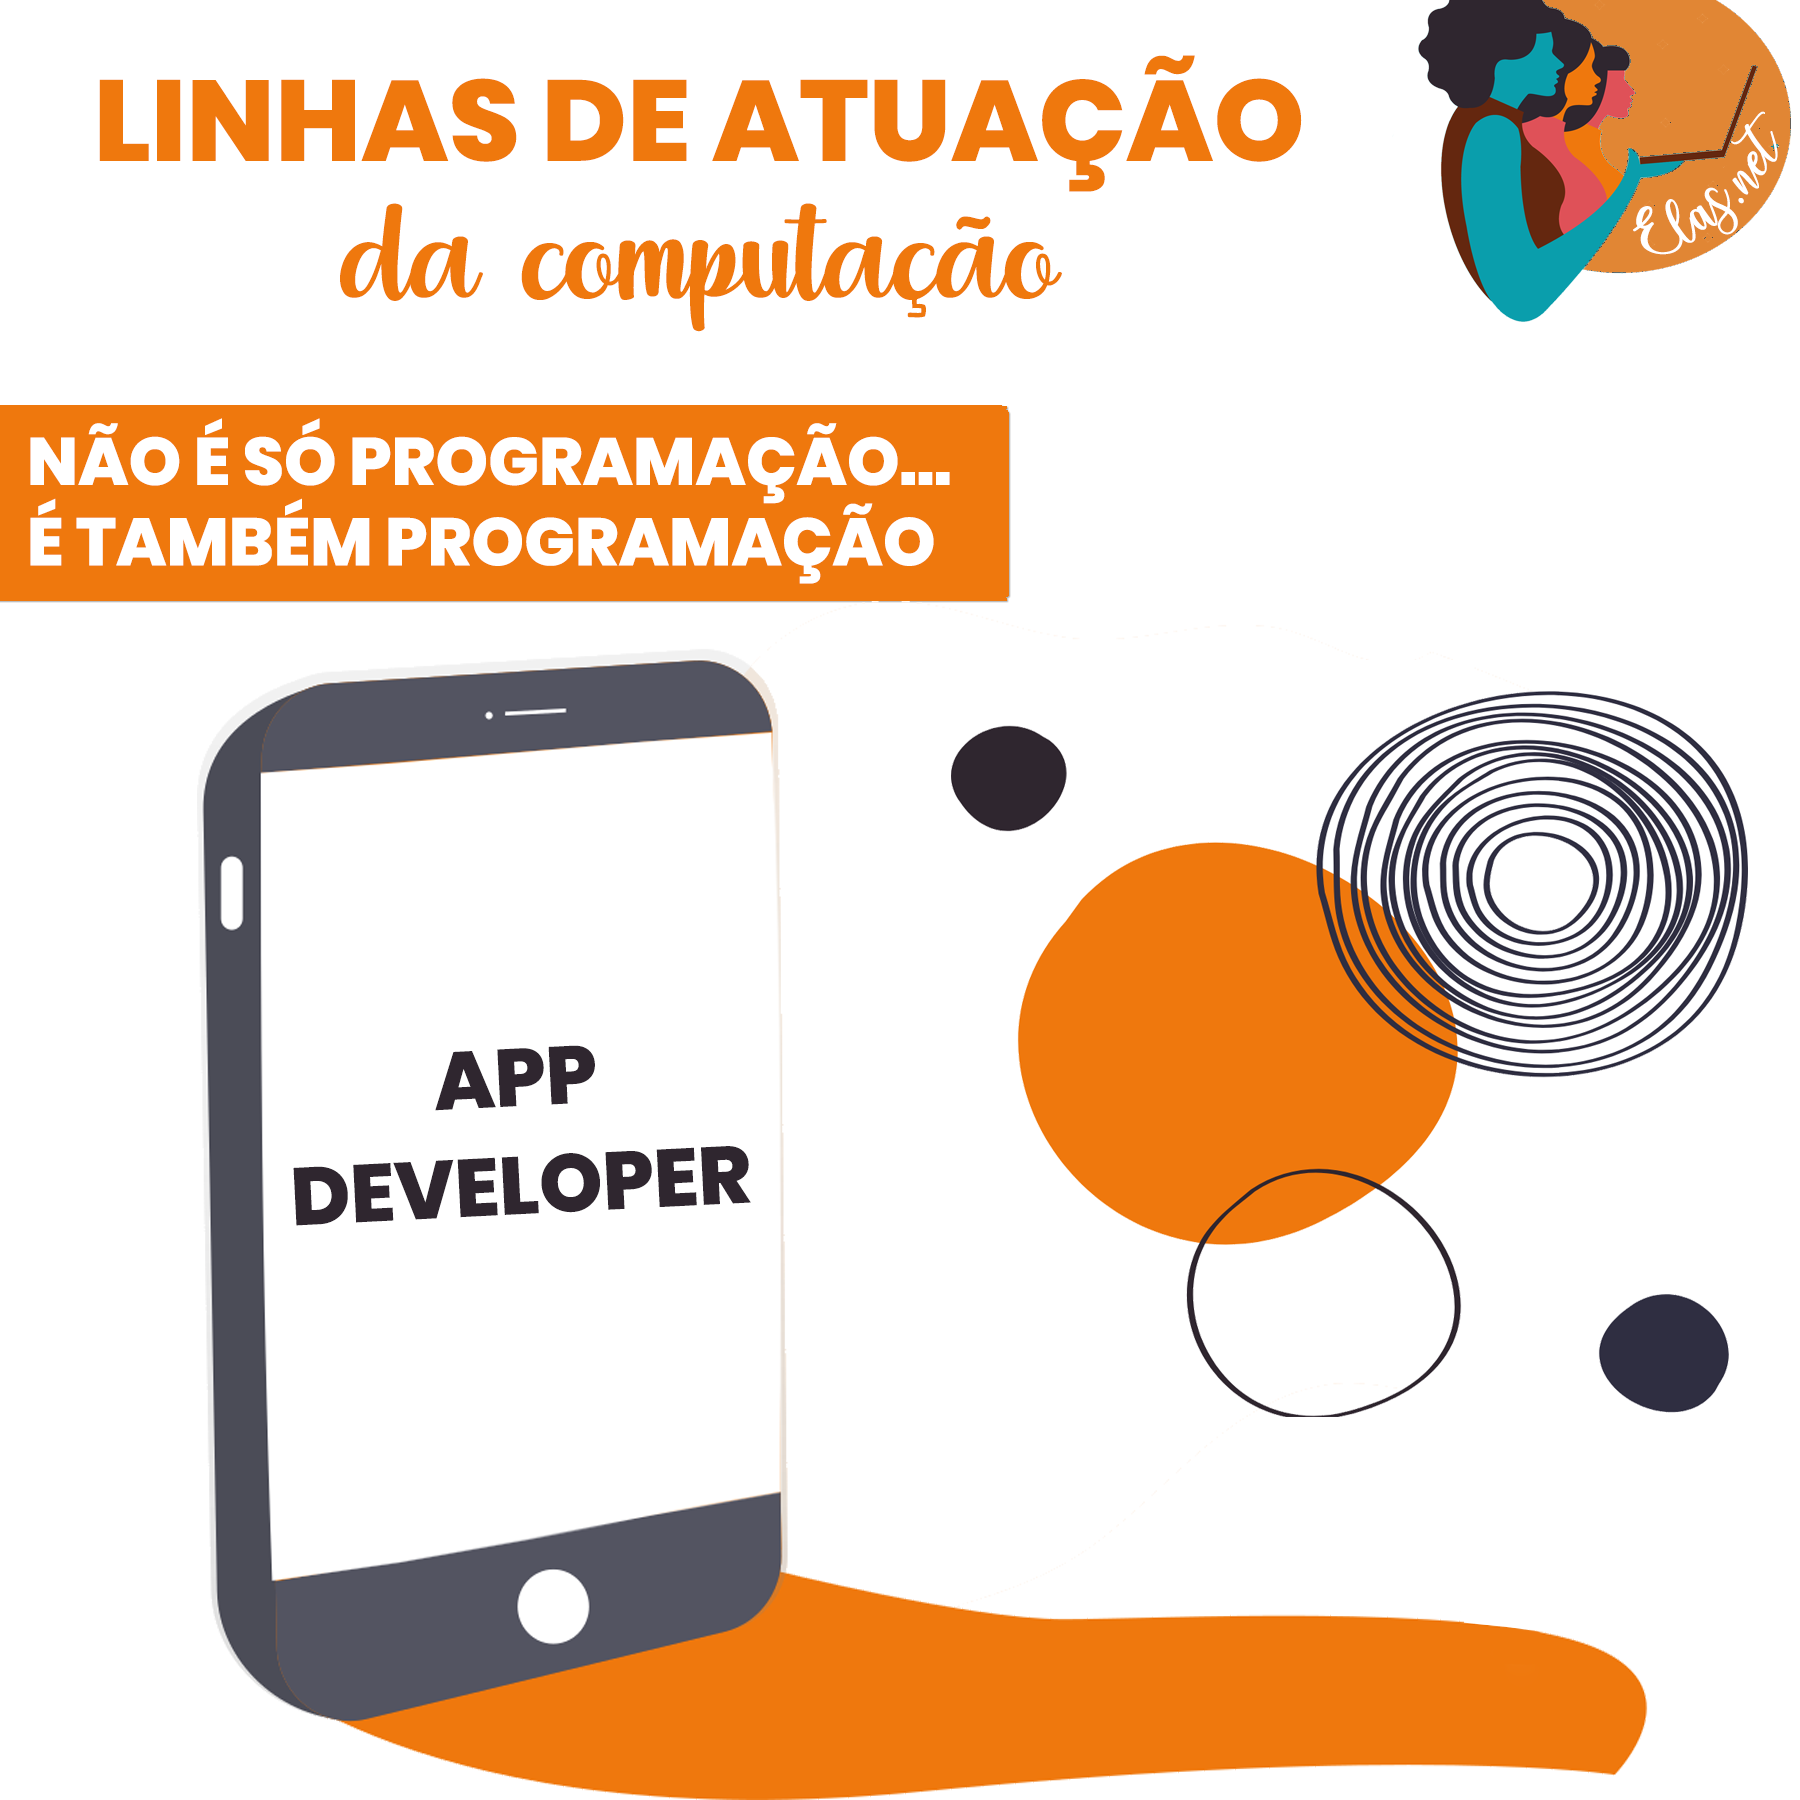 LINHAS DE ATUAÇÃO
da computação
Elas.net
NÃO É SÓ PROGRAMAÇÃO...
É TAMBÉM PROGRAMAÇÃO
APP
DEVELOPER